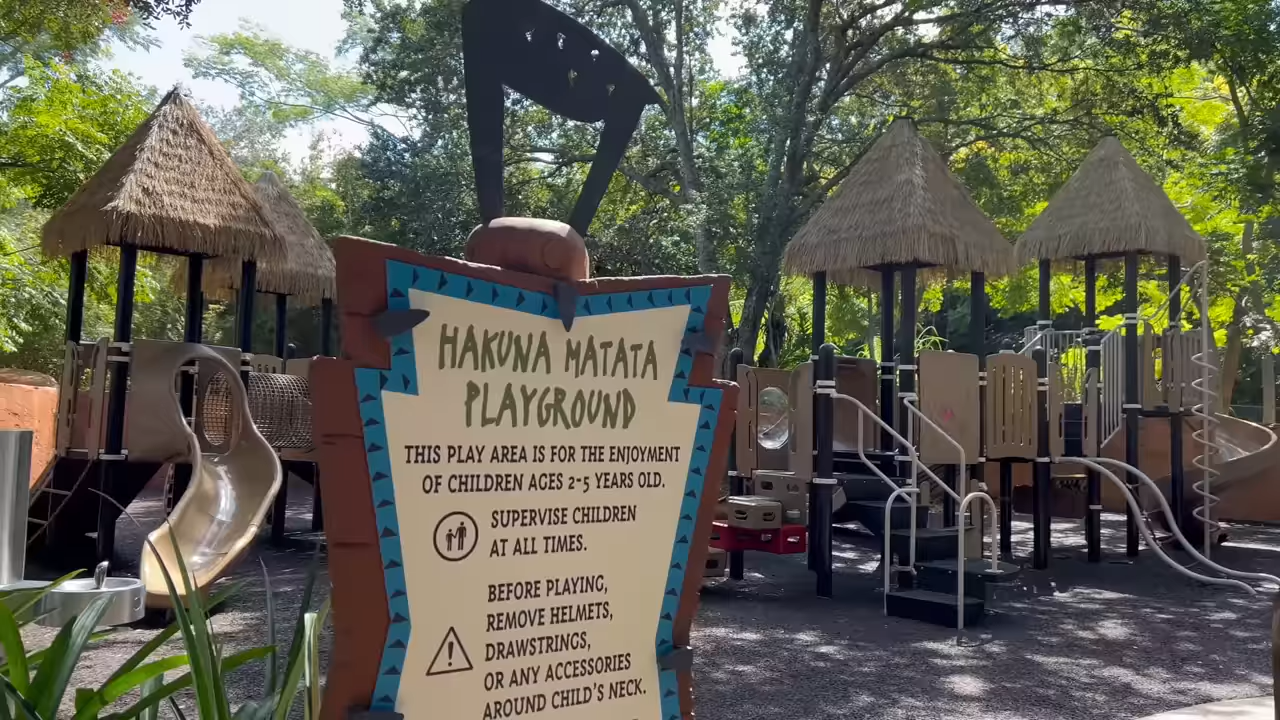 HAKUNA MATATA
PLAYGROUND
THIS PLAY AREA IS FOR THE ENJOYMENT
OF CHILDREN AGES 2-5 YEARS OLD.
SUPERVISE CHILDREN
AT ALL TIMES.
BEFORE PLAYING,
REMOVE HELMETS,
DRAWSTRINGS,
OR ANY ACCESSORIES
AROUND CHILD'S NECK.